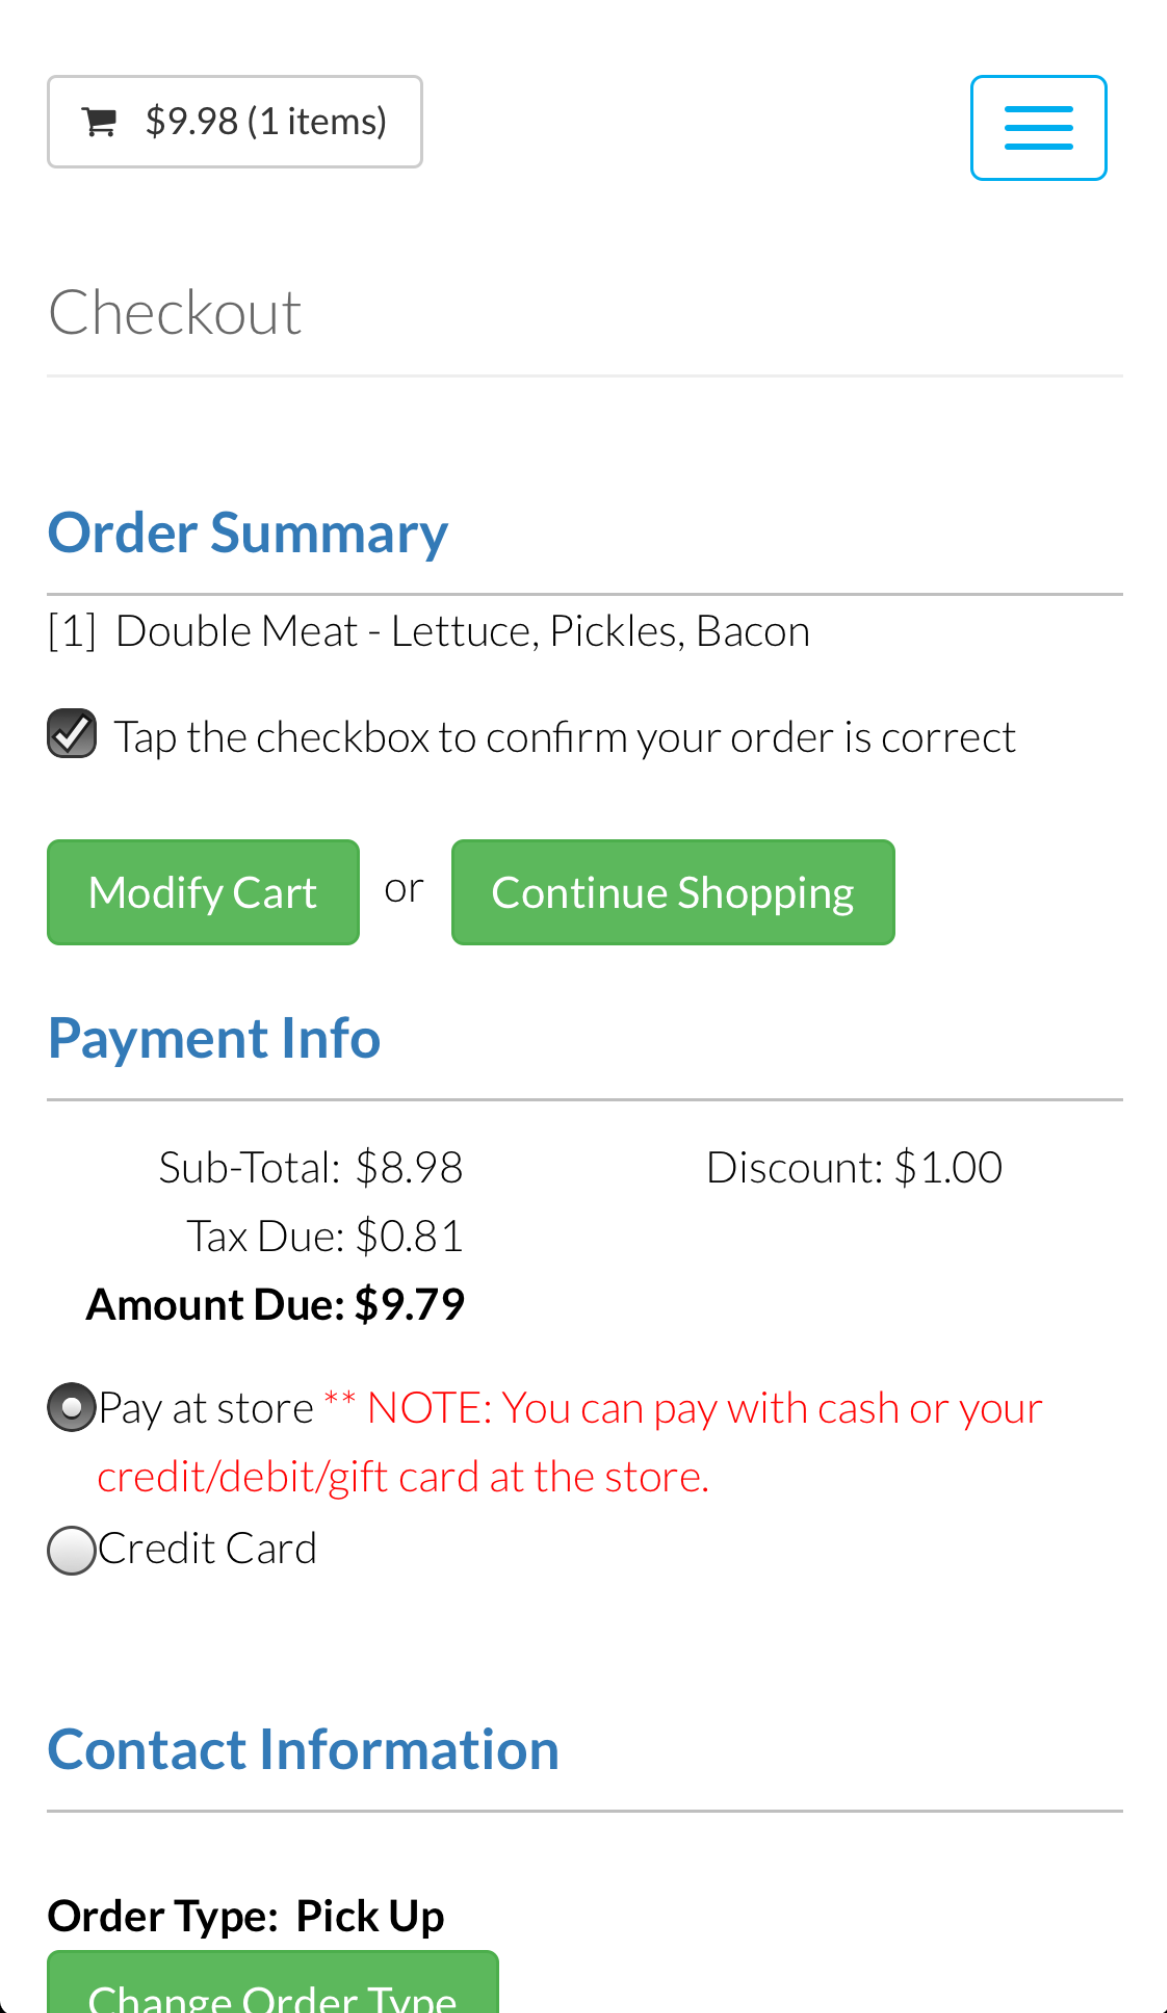 $9.98 (1 items)
Checkout
Order Summary
[1] Double Meat - Lettuce, Pickles, Bacon
Tap the checkbox to confirm your order is correct
Modify Cart or Continue Shopping
Payment Info
Sub-Total: $8.98 Discount: $1.00
Tax Due: $0.81
Amount Due: $9.79
Pay at store ** NOTE: You can pay with cash or your
credit/debit/gift card at the store.
Credit Card
Contact Information
Order Type: Pick Up
Change Order Type